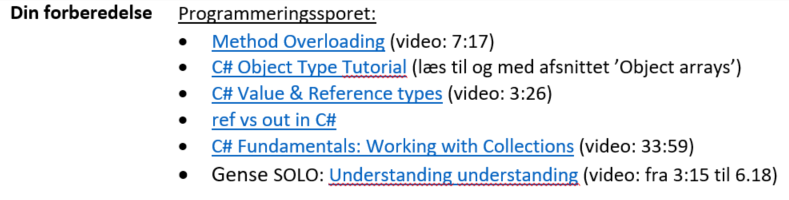 Din forberedelse Programmeringssporet:
• Method Overloading (video: 7:17)
• C# Object Type Tutorial (læs til og med afsnittet ’Object arrays’)
• C# Value & Reference types (video: 3:26)
• ref vs out in C#
• C# Fundamentals: Working with Collections (video: 33:59)
• Gense SOLO: Understanding understanding (video: fra 3:15 til 6.18)